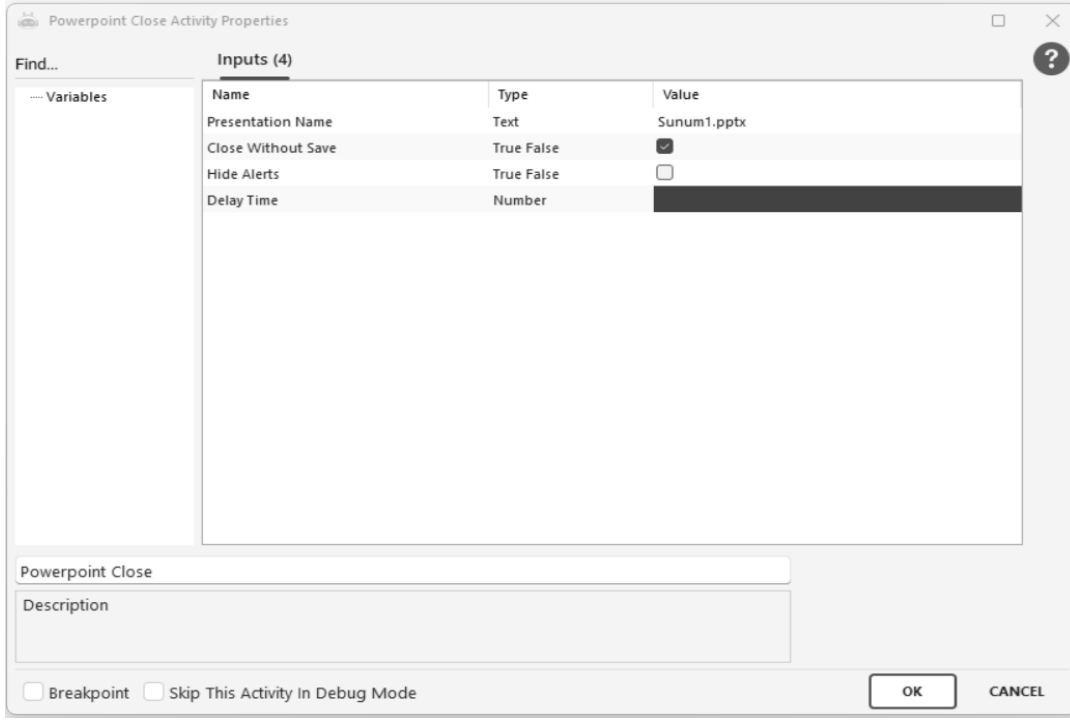 Powerpoint Close Activity Properties
Find...
Inputs (4)
?
Variables
Name Type Value
Presentation Name Text Sunum1.pptx
Close Without Save True False
Hide Alerts True False
Delay Time Number
Powerpoint Close
Description
Breakpoint Skip This Activity In Debug Mode OK CANCEL